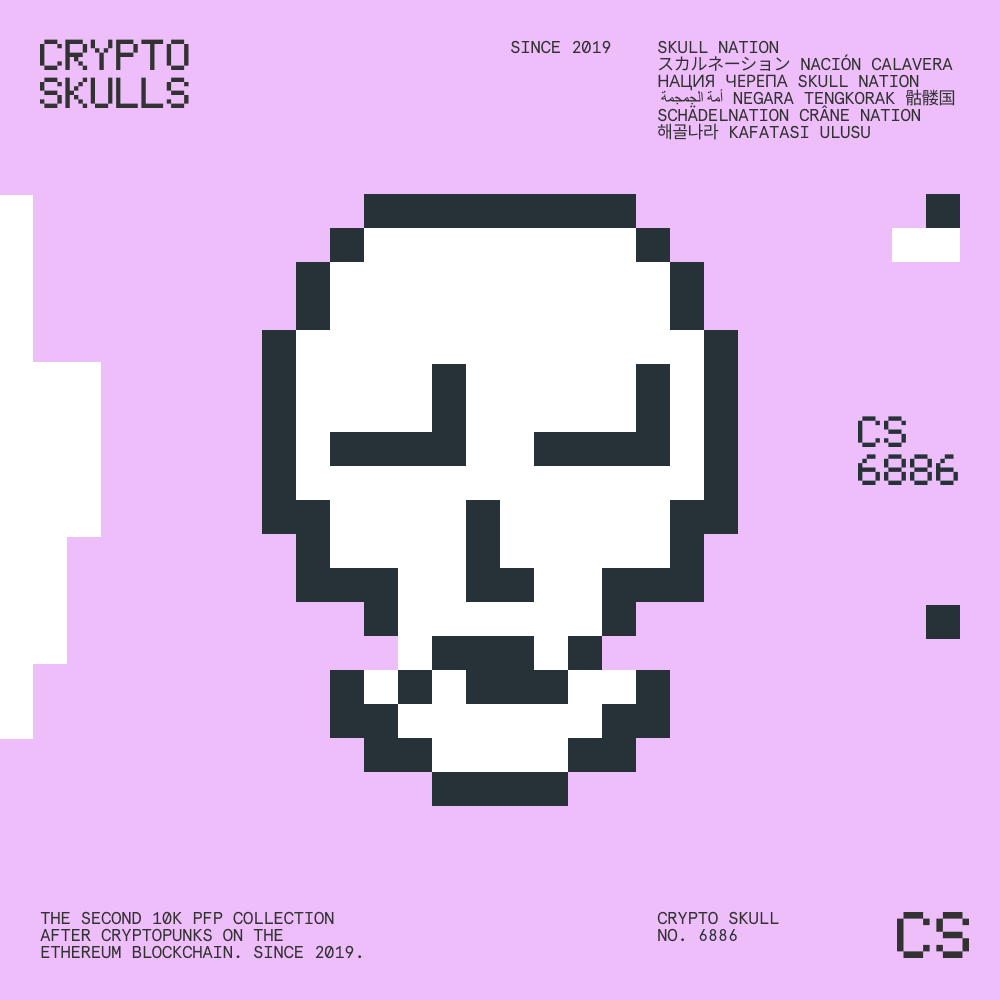 CRYPTO
SKULLS
SINCE 2019
SKULL NATION
スカルネーション NACIÓN CALAVERA
НАЦИЯ ЧЕРЕПА SKULL NATION
أمة الجمجمة NEGARA TENGKORAK 骷髅国
SCHÄDELNATION CRÂNE NATION
해골나라 KAFATASI ULUSU
CS
6886
THE SECOND 10K PFP COLLECTION
AFTER CRYPTOPUNKS ON THE
ETHEREUM BLOCKCHAIN. SINCE 2019.
CRYPTO SKULL
NO. 6886
CS